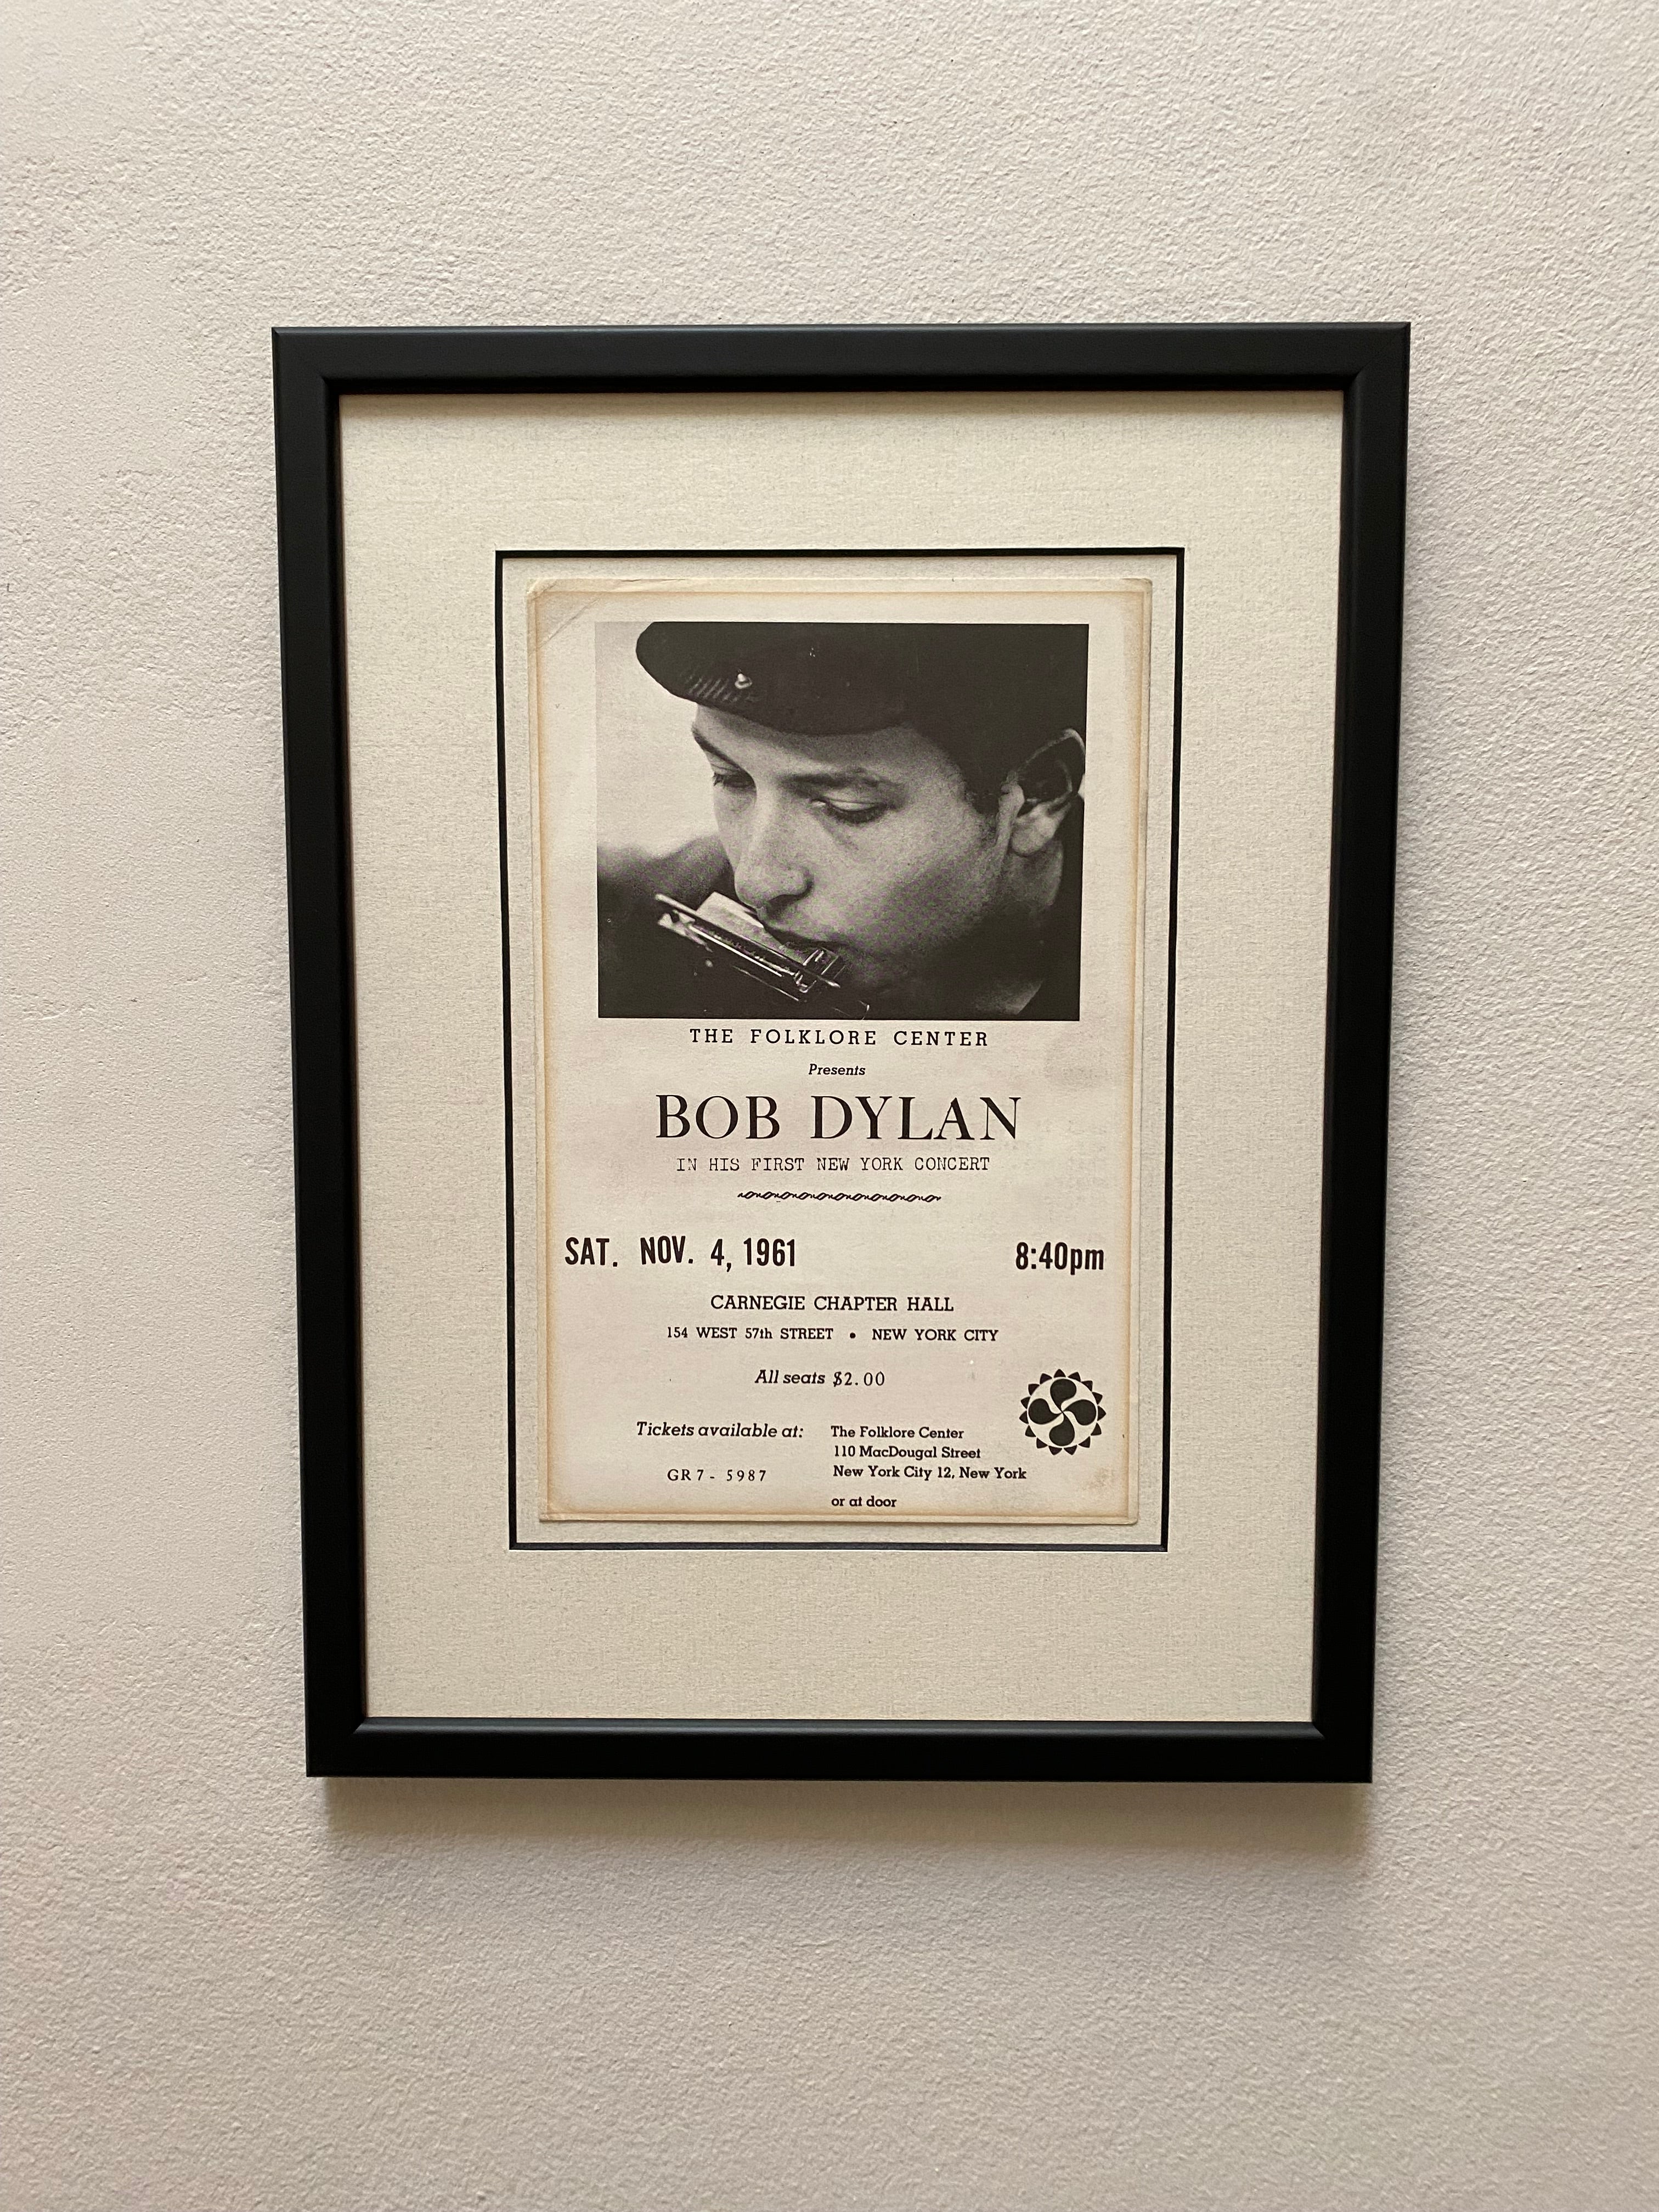 THE FOLKLORE CENTER
Presents
BOB DYLAN
IN HIS FIRST NEW YORK CONCERT
SAT. NOV. 4, 1961 8:40pm
CARNEGIE CHAPTER HALL
154 WEST 57th STREET • NEW YORK CITY
All seats $2.00
Tickets available at: The Folklore Center
110 MacDougal Street
GR 7 - 5987 New York City 12, New York
or at door